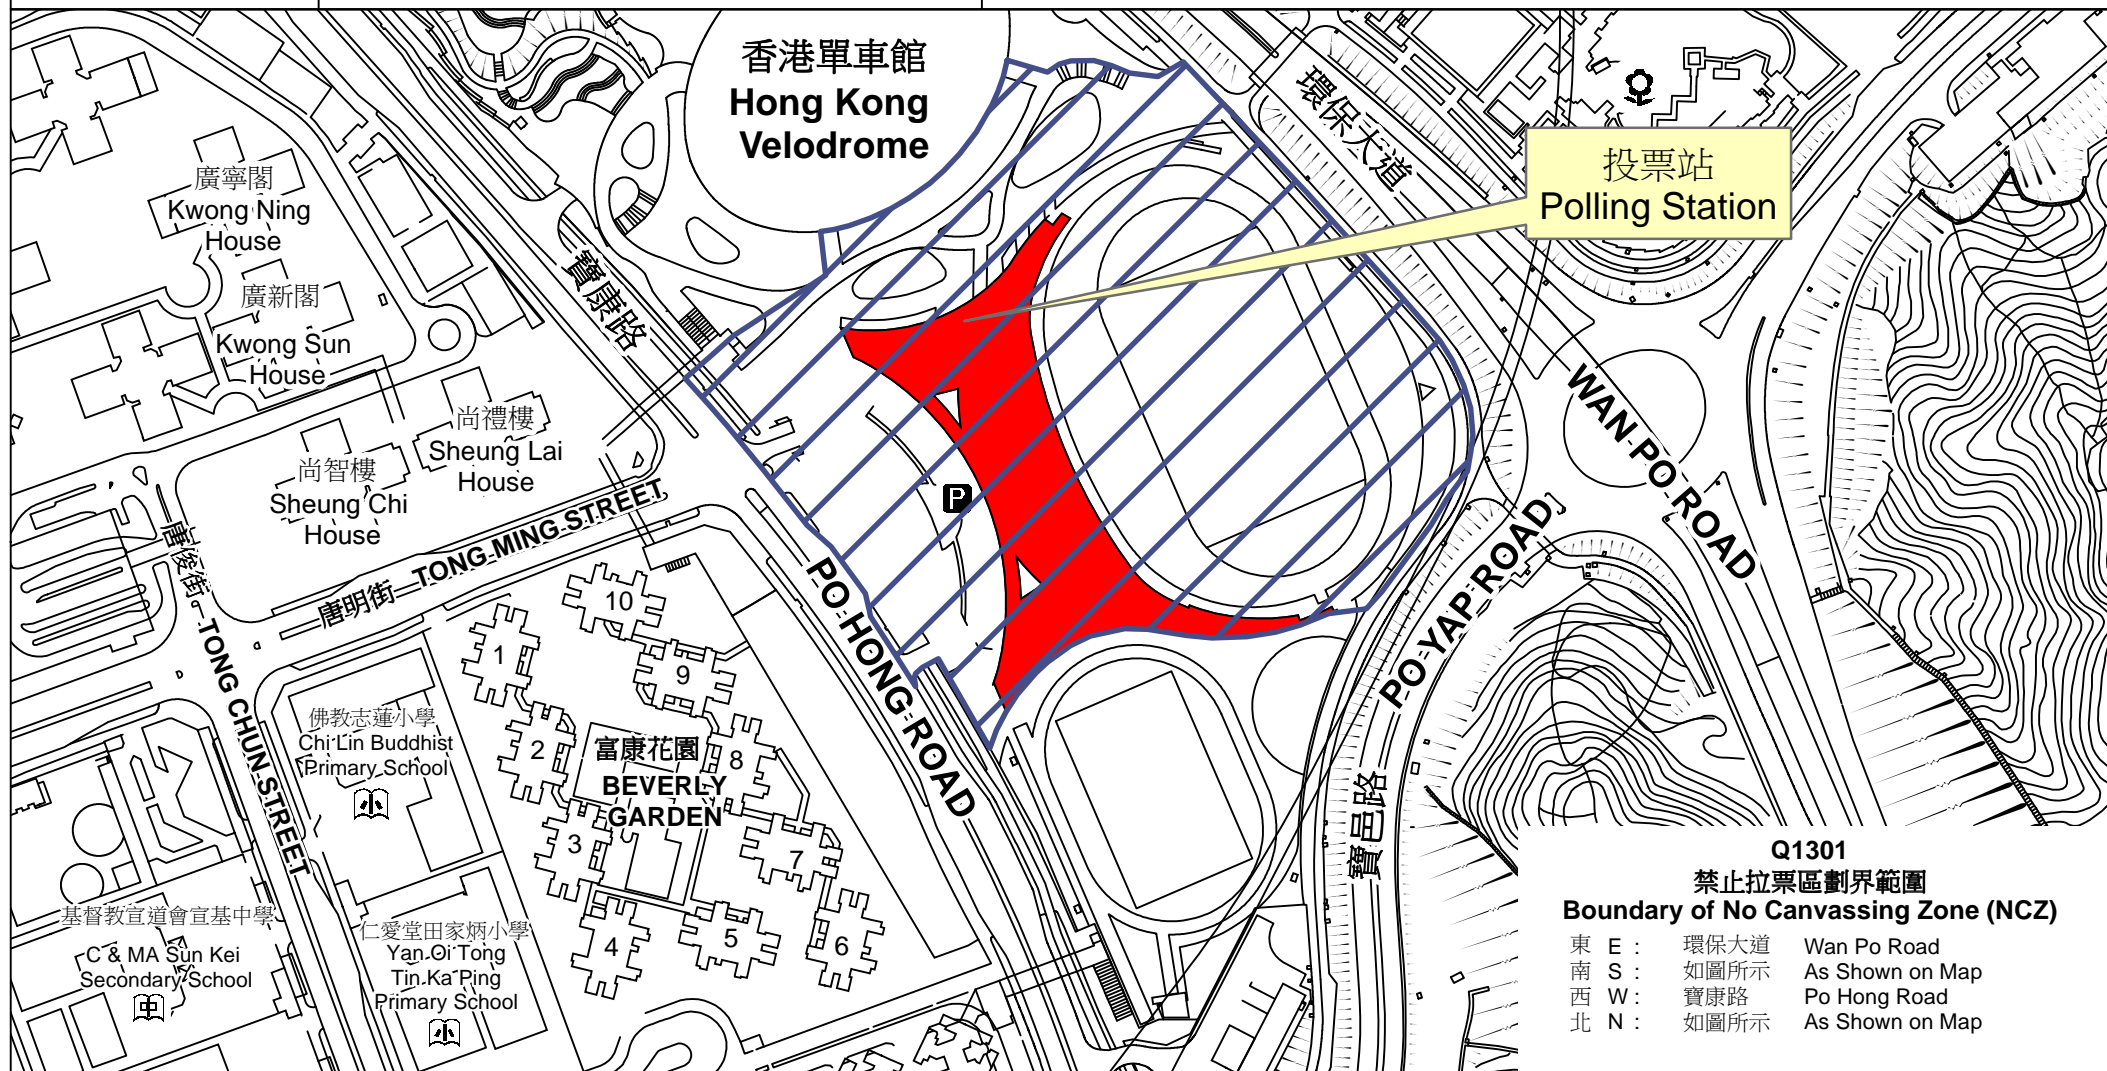 香港單車館
Hong Kong
Velodrome
環保大道
投票站
Polling Station
廣寧閣
Kwong Ning
House
廣新閣
Kwong Sun
House
寶康路
尚禮樓
Sheung Lai
House
尚智樓
Sheung Chi
House
WAN PO ROAD
P
唐俊街
TONG CHUN STREET
唐明街 TONG MING STREET
PO HONG ROAD
PO YAP ROAD
寶邑路
10
1
9
2
8
3
7
4
5
6
富康花園
BEVERLY
GARDEN
佛教志蓮小學
Chi Lin Buddhist
Primary School
小
基督教宣道會宣基中學
C & MA Sun Kei
Secondary School
中
仁愛堂田家炳小學
Yan Oi Tong
Tin Ka Ping
Primary School
小
Q1301
禁止拉票區劃界範圍
Boundary of No Canvassing Zone (NCZ)
東 E : 環保大道 Wan Po Road
南 S : 如圖所示 As Shown on Map
西 W : 寶康路 Po Hong Road
北 N : 如圖所示 As Shown on Map